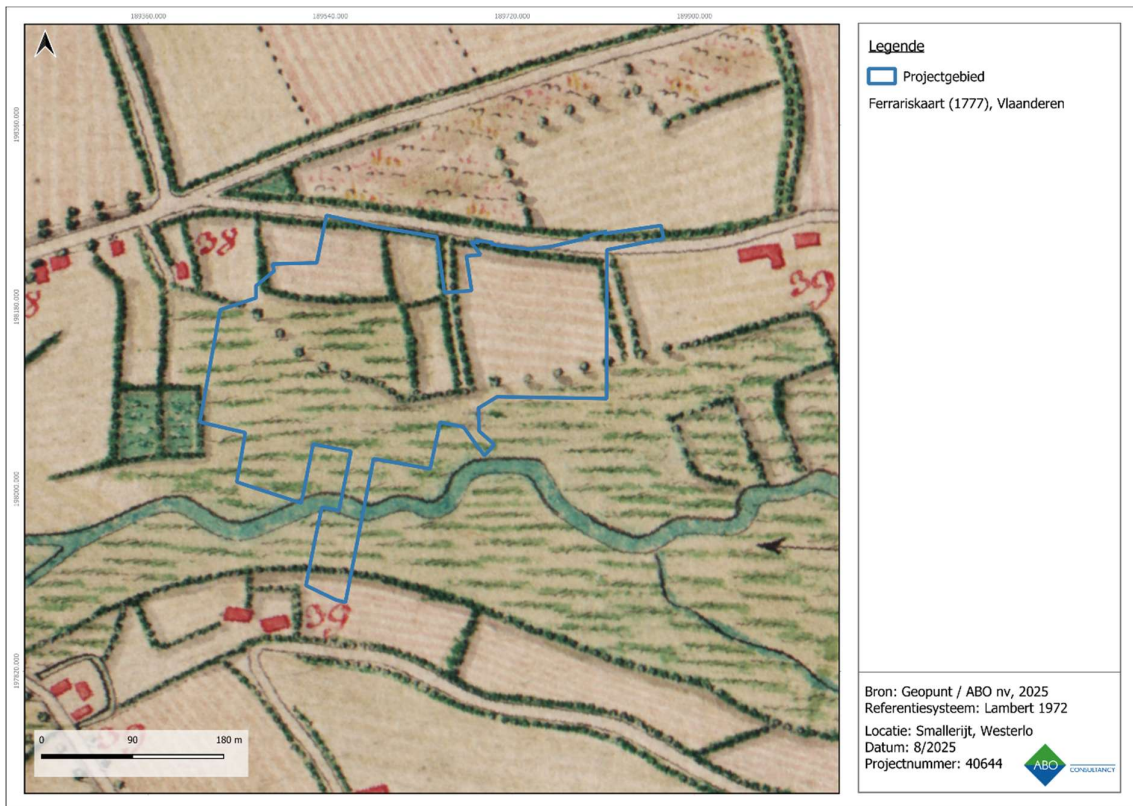 189360.000 189540.000 189720.000 189900.000
198360.000
198180.000
198000.000
197820.000
38
39
8
39
0 90 180 m
Legende
Projectgebied
Ferrariskaart (1777), Vlaanderen
Bron: Geopunt / ABO nv, 2025
Referentiesysteem: Lambert 1972
Locatie: Smallerijt, Westerlo
Datum: 8/2025
Projectnummer: 40644
ABO CONSULTANCY